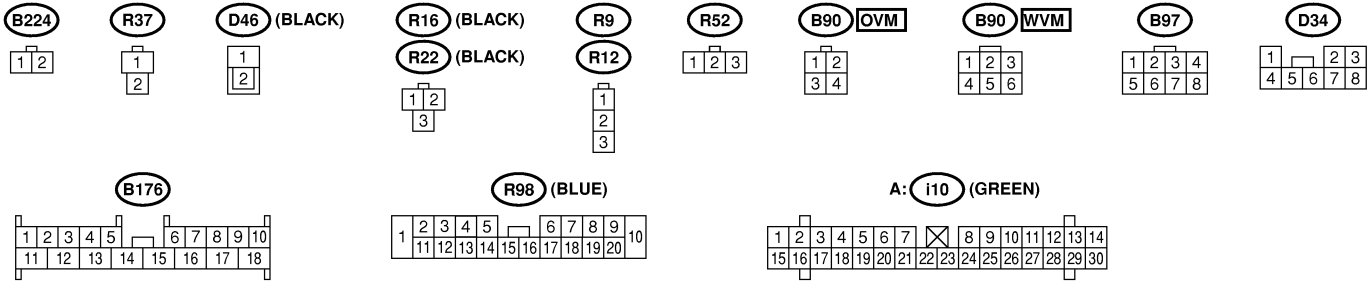 B224 R37 D46 (BLACK) R16 (BLACK) R9 R52 B90 OVM B90 WVM B97 D34
R22 (BLACK) R12
1 2
1
2
1
2
1 2
3
1
2
3
1 2 3
1 2
3 4
1 2 3
4 5 6
1 2 3 4
5 6 7 8
1 2 3
4 5 6 7 8
B176 R98 (BLUE) A: i10 (GREEN)
1 2 3 4 5 6 7 8 9 10
11 12 13 14 15 16 17 18
1 2 3 4 5 6 7 8 9 10
11 12 13 14 15 16 17 18 19 20
1 2 3 4 5 6 7 8 9 10 11 12 13 14
15 16 17 18 19 20 21 22 23 24 25 26 27 28 29 30